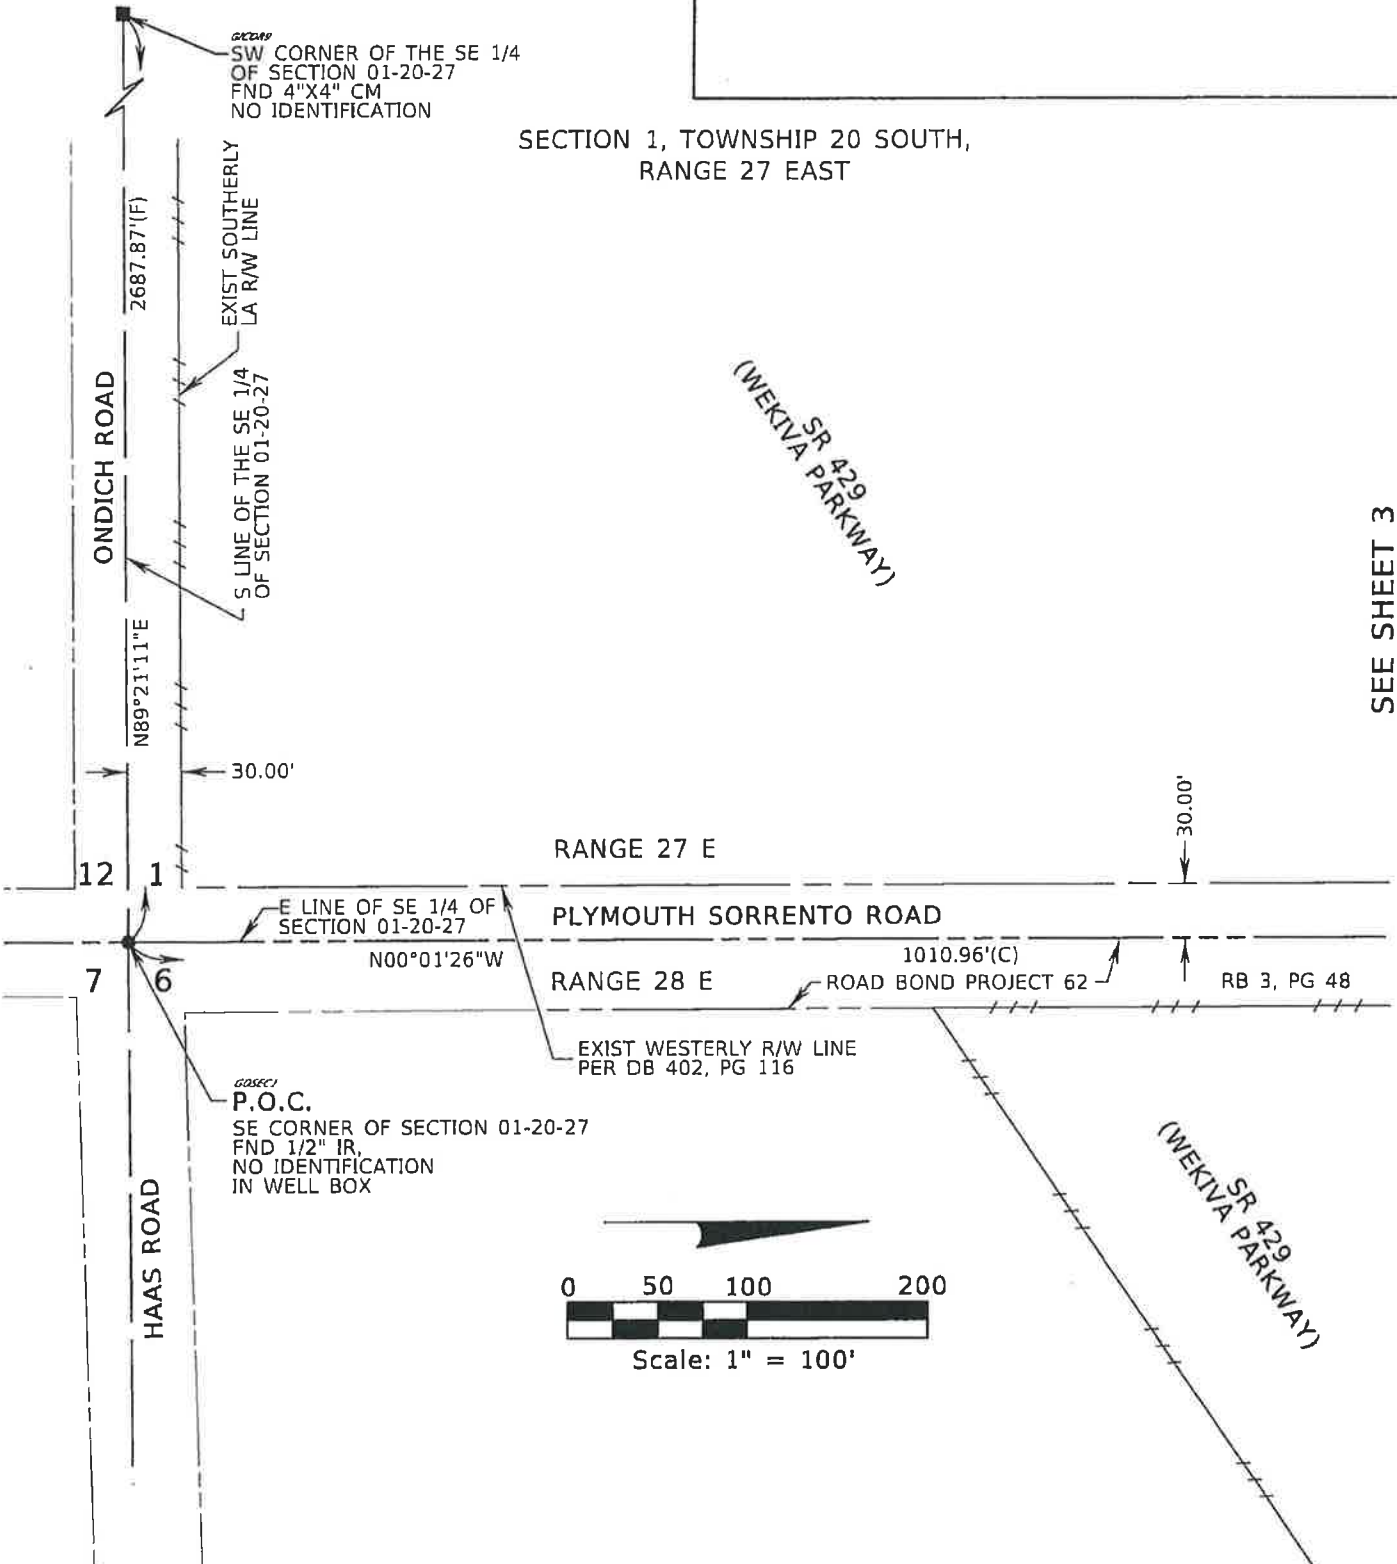 SW CORNER OF THE SE 1/4
OF SECTION 01-20-27
FND 4"X4" CM
NO IDENTIFICATION
SECTION 1, TOWNSHIP 20 SOUTH,
RANGE 27 EAST
2687.87'(F)
EXIST SOUTHERLY
LA R/W LINE
ONDICH ROAD
S LINE OF THE SE 1/4
OF SECTION 01-20-27
N89°21'11"E
30.00'
SR 429
(WEKIVA PARKWAY)
SEE SHEET 3
30.00'
RANGE 27 E
12 1
E LINE OF SE 1/4 OF
SECTION 01-20-27
PLYMOUTH SORRENTO ROAD
N00°01'26"W
1010.96'(C)
7 6
RANGE 28 E
ROAD BOND PROJECT 62
RB 3, PG 48
EXIST WESTERLY R/W LINE
PER DB 402, PG 116
P.O.C.
SE CORNER OF SECTION 01-20-27
FND 1/2" IR,
NO IDENTIFICATION
IN WELL BOX
HAAS ROAD
SR 429
(WEKIVA PARKWAY)
0 50 100 200
Scale: 1" = 100'